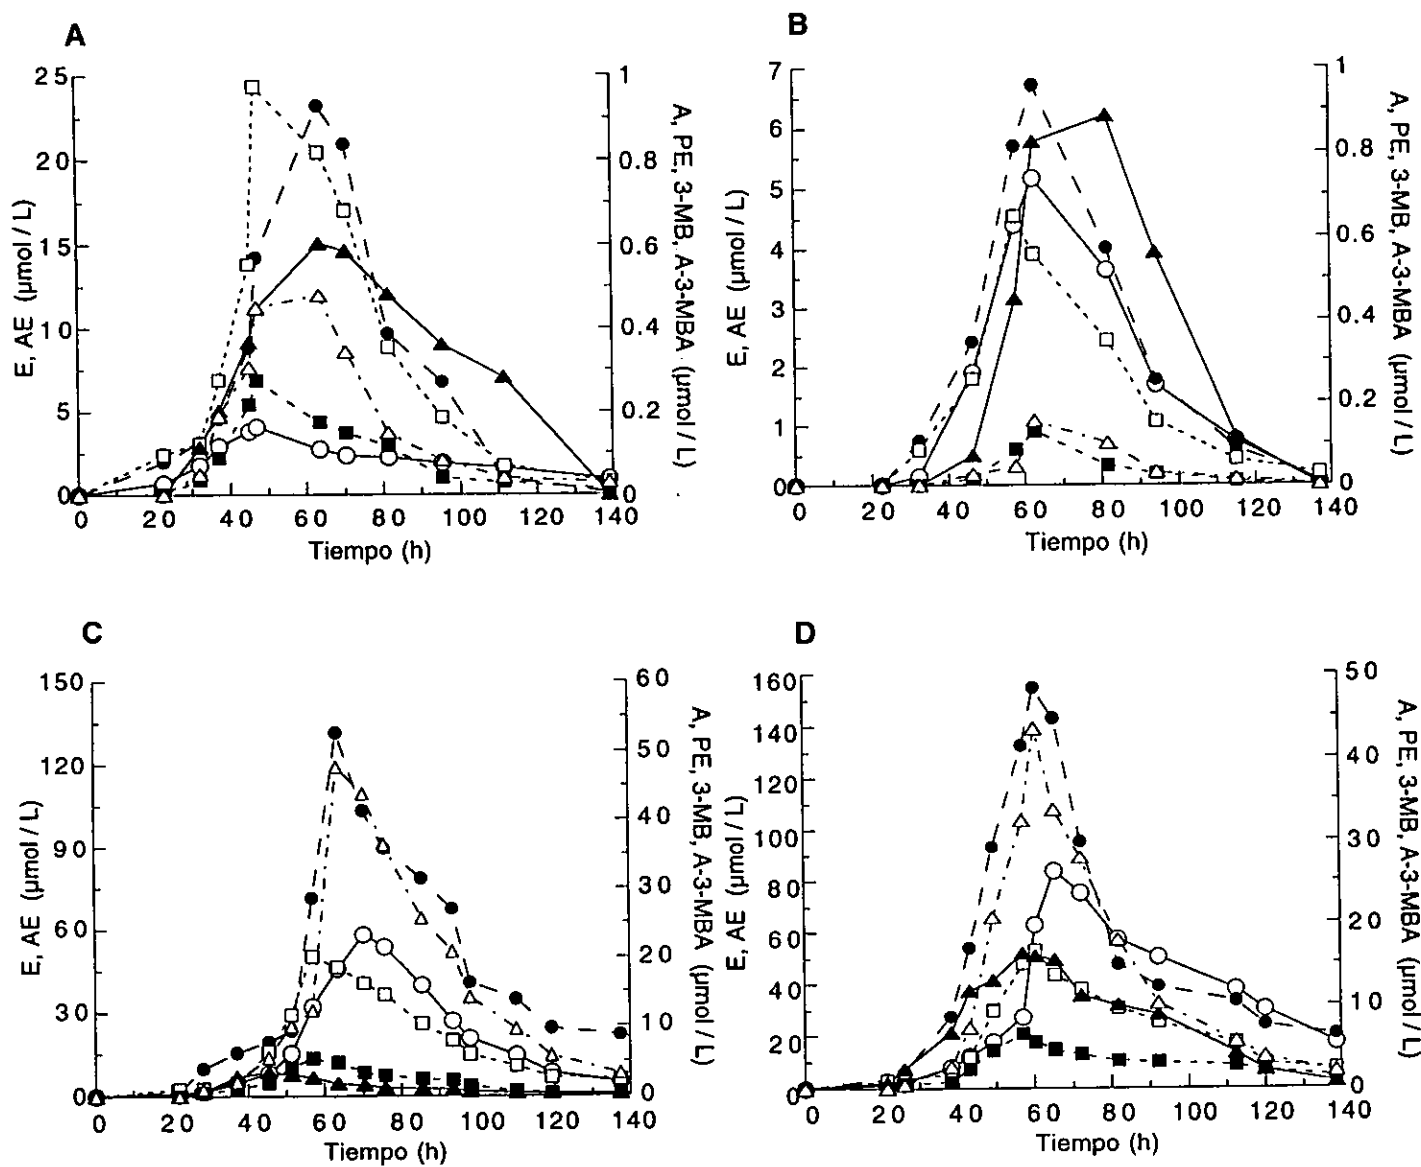 A
B
25
20
15
10
5
0
1
0.8
0.6
0.4
0.2
0
E, AE (µmol / L)
A, PE, 3-MB, A-3-MBA (µmol / L)
0 20 40 60 80 100 120 140
Tiempo (h)
7
6
5
4
3
2
1
0
1
0.8
0.6
0.4
0.2
0
E, AE (µmol / L)
A, PE, 3-MB, A-3-MBA (µmol / L)
0 20 40 60 80 100 120 140
Tiempo (h)
C
D
150
120
90
60
30
0
60
50
40
30
20
10
0
E, AE (µmol / L)
A, PE, 3-MB, A-3-MBA (µmol / L)
0 20 40 60 80 100 120 140
Tiempo (h)
160
140
120
100
80
60
40
20
0
50
40
30
20
10
0
E, AE (µmol / L)
A, PE, 3-MB, A-3-MBA (µmol / L)
0 20 40 60 80 100 120 140
Tiempo (h)